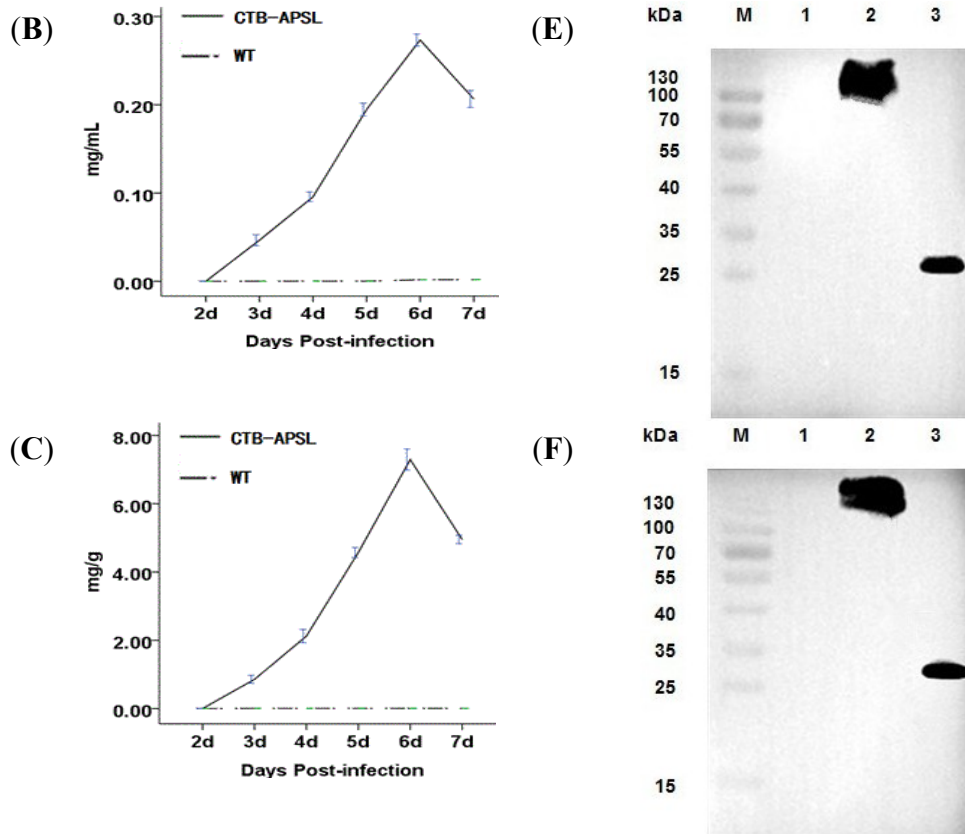 (B)
CTB-APSL
WT
mg/mL
0.30
0.20
0.10
0.00
2d 3d 4d 5d 6d 7d
Days Post-infection
(E)
kDa M 1 2 3
130
100
70
55
40
35
25
15
(C)
CTB-APSL
WT
mg/g
8.00
6.00
4.00
2.00
0.00
2d 3d 4d 5d 6d 7d
Days Post-infection
(F)
kDa M 1 2 3
130
100
70
55
40
35
25
15